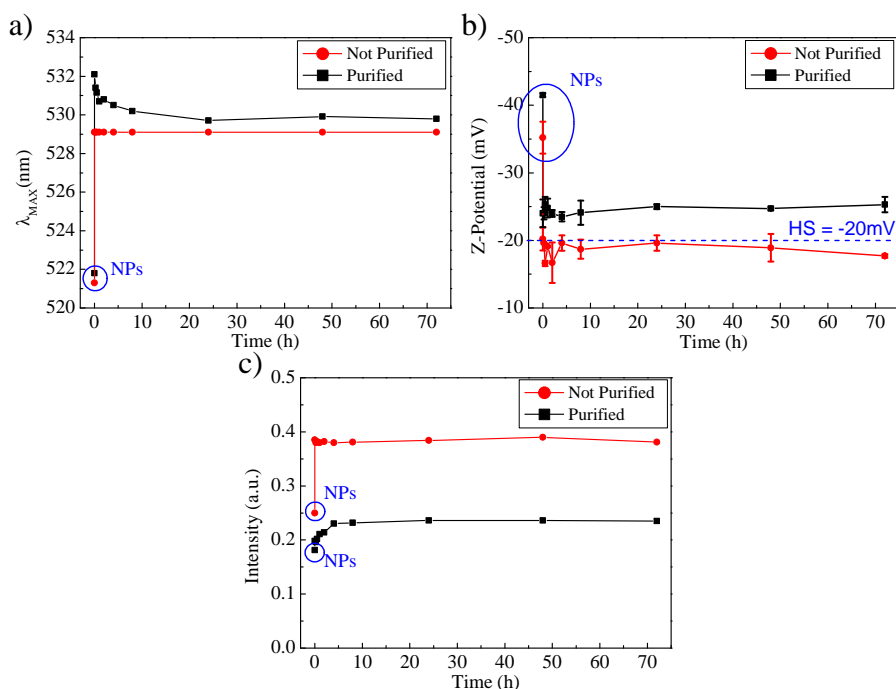 a)
534
532
530
528
526
524
522
520
λMAX(nm)
Not Purified
Purified
NPs
0
10
20
30
40
50
60
70
Time (h)
b)
-50
-40
-30
-20
-10
Z-Potential (mV)
Not Purified
Purified
NPs
HS = -20mV
0
10
20
30
40
50
60
70
Time (h)
c)
0.5
0.4
0.3
0.2
0.1
0.0
Intensity (a.u.)
Not Purified
Purified
NPs
NPs
0
10
20
30
40
50
60
70
Time (h)